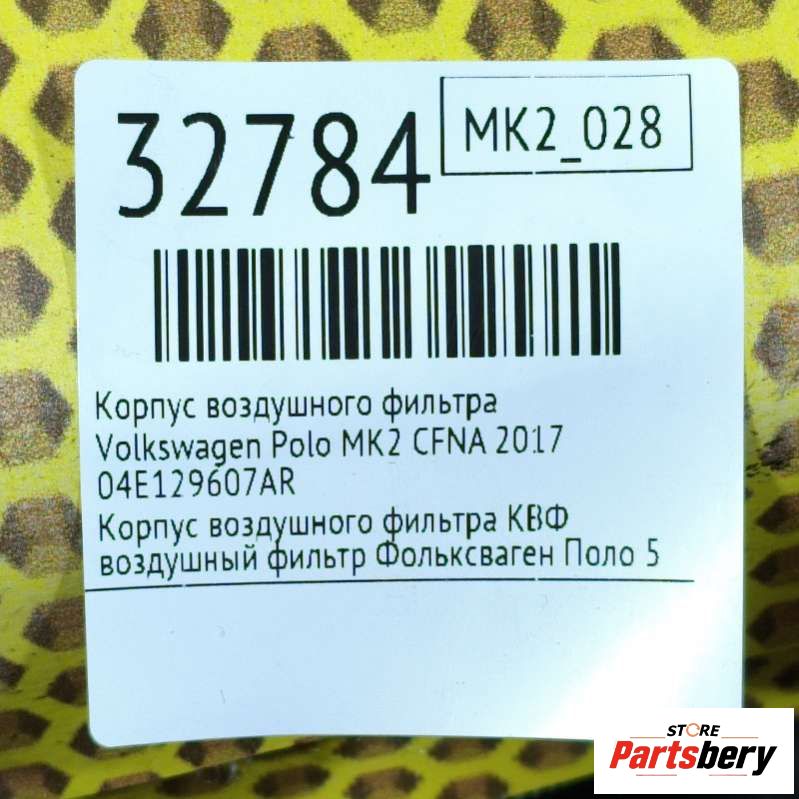 32784
MK2_028
Корпус воздушного фильтра
Volkswagen Polo MK2 CFNA 2017
04E129607AR
Корпус воздушного фильтра КВФ
воздушный фильтр Фольксваген Поло 5
STORE
Partsbery